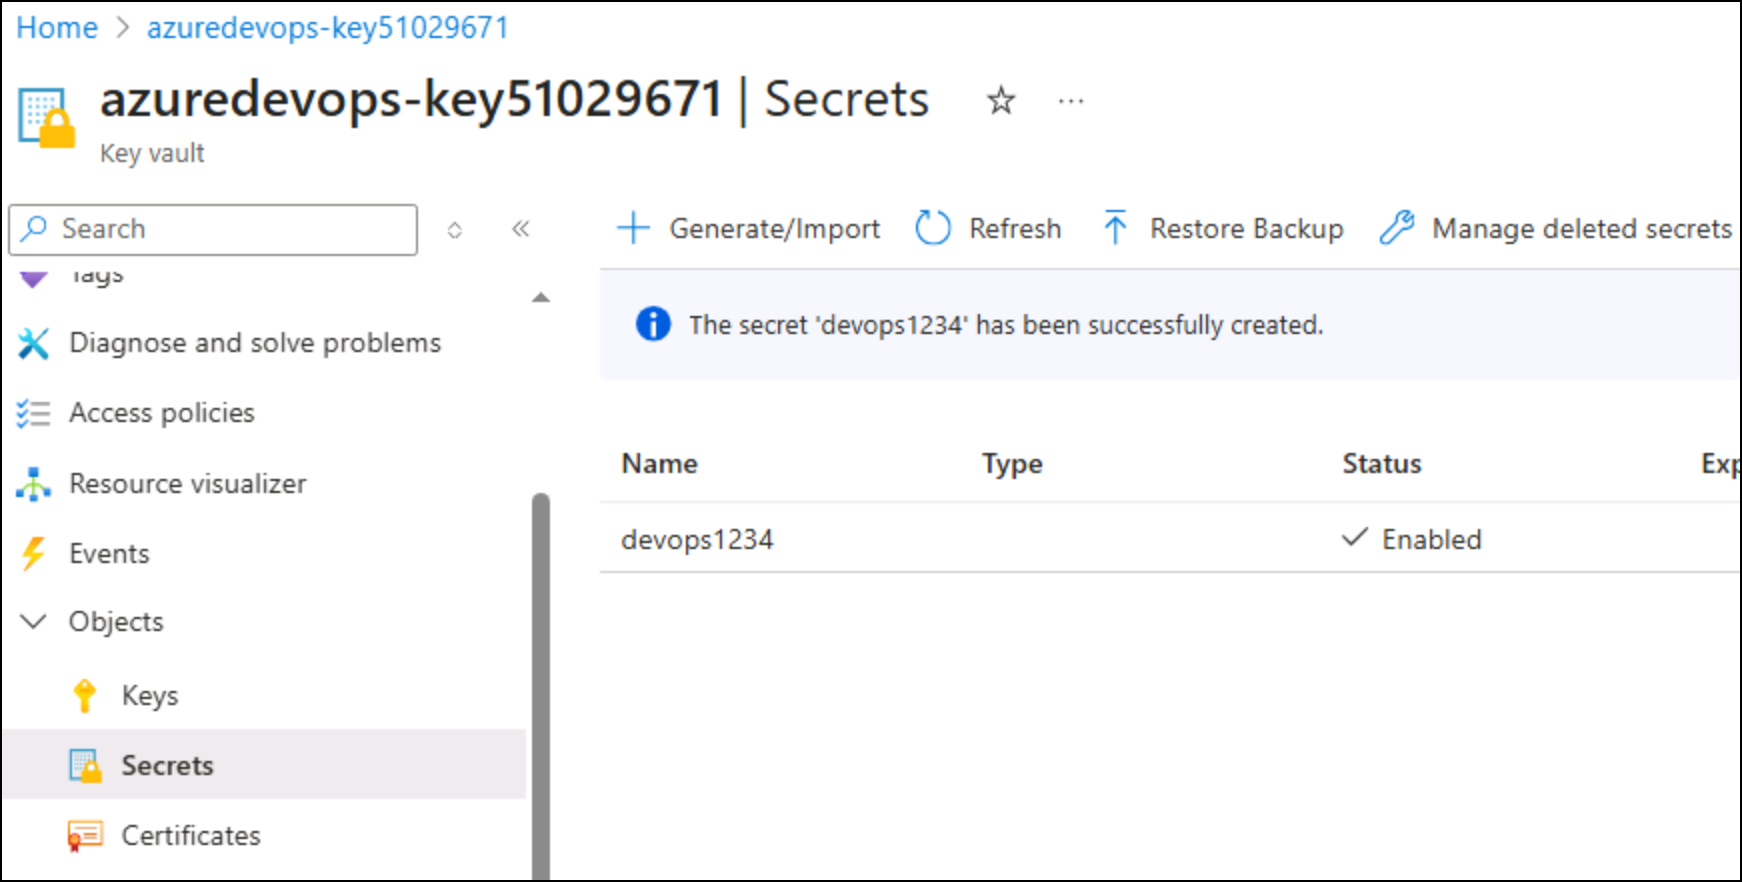 Home > azuredevops-key51029671
azuredevops-key51029671 | Secrets
Key vault
Search
Generate/Import Refresh Restore Backup Manage deleted secrets
Tags
Diagnose and solve problems
Access policies
Resource visualizer
Events
Objects
Keys
Secrets
Certificates
The secret 'devops1234' has been successfully created.
Name Type Status Exp
devops1234 Enabled